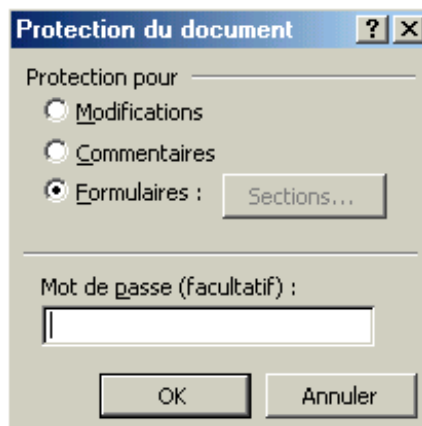 Protection du document
Protection pour
Modifications
Commentaires
Formulaires : Sections...
Mot de passe (facultatif) :
OK Annuler